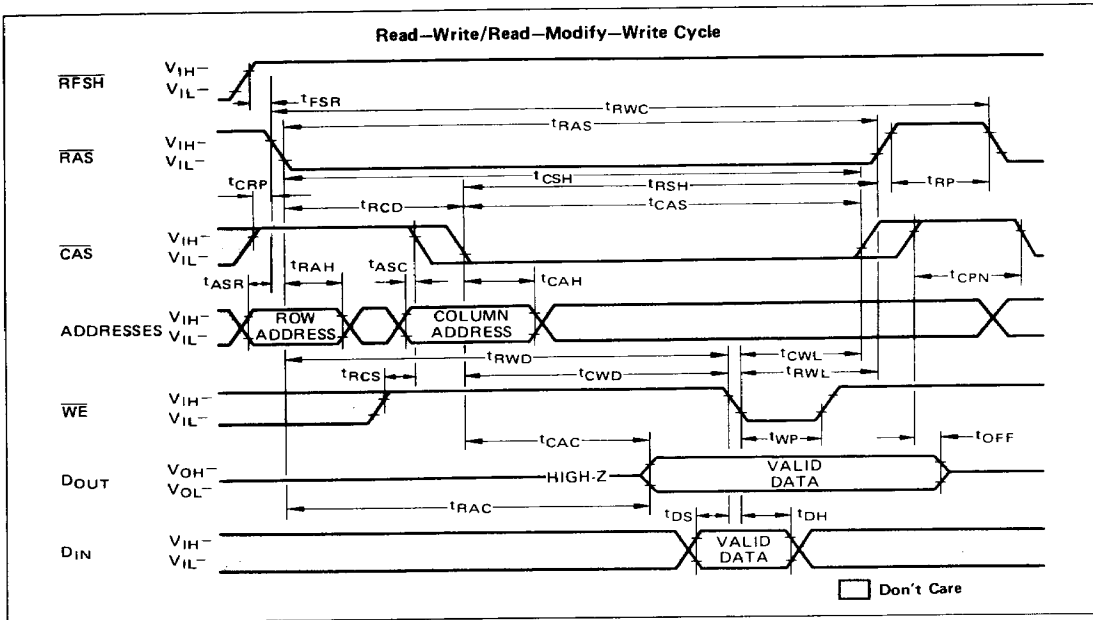 Read—Write/Read—Modify—Write Cycle
RFSH
VIH–
VIL–
tFSR
tRWC
tRAS
RAS
VIH–
VIL–
tCRP
tCSH
tRSH
tRP
tRCD
tCAS
CAS
VIH–
VIL–
tASR
tRAH
tASC
tCAH
tCPN
ADDRESSES
VIH–
VIL–
ROW ADDRESS
COLUMN ADDRESS
tRWD
tCWL
tRCS
tCWD
tRWL
WE
VIH–
VIL–
tWP
tCAC
tOFF
DOUT
VOH–
VOL–
HIGH-Z
VALID DATA
tRAC
tDS
tDH
DIN
VIH–
VIL–
VALID DATA
Don't Care